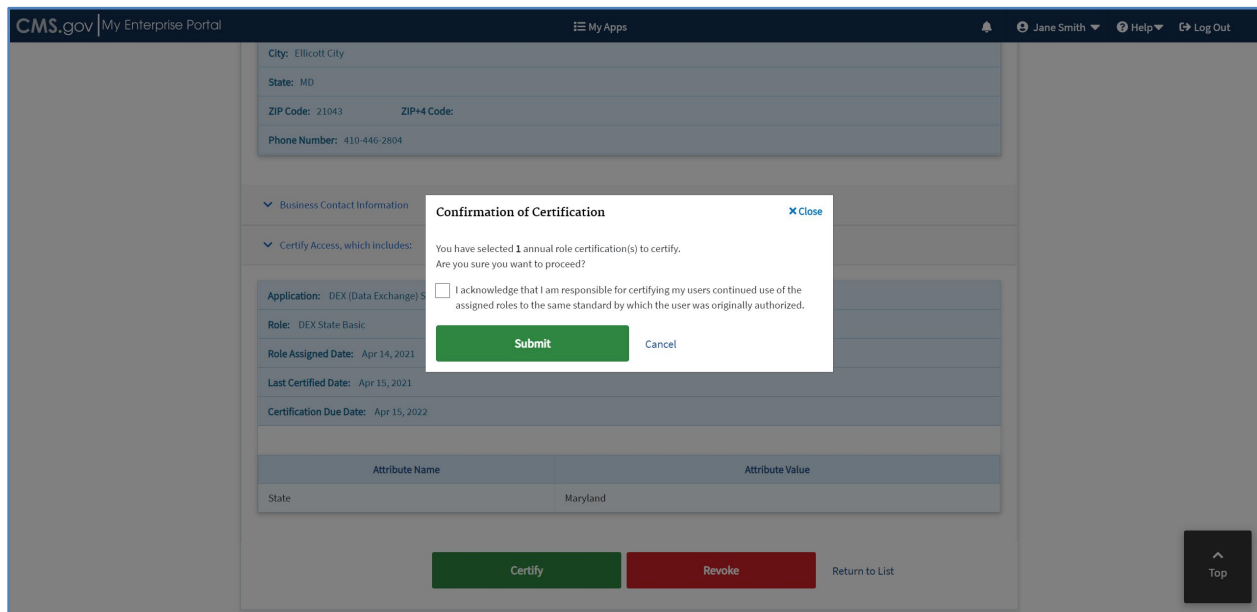 CMS.gov My Enterprise Portal My Apps Jane Smith Help Log Out
City: Ellicott City
State: MD
ZIP Code: 21043 ZIP+4 Code:
Phone Number: 410-446-2804
Business Contact Information
Certify Access, which includes:
Confirmation of Certification Close
You have selected 1 annual role certification(s) to certify.
Are you sure you want to proceed?
I acknowledge that I am responsible for certifying my users continued use of the
assigned roles to the same standard by which the user was originally authorized.
Submit Cancel
Application: DEX (Data Exchange) S
Role: DEX State Basic
Role Assigned Date: Apr 14, 2021
Last Certified Date: Apr 15, 2021
Certification Due Date: Apr 15, 2022
Attribute Name Attribute Value
State Maryland
Certify Revoke Return to List
Top